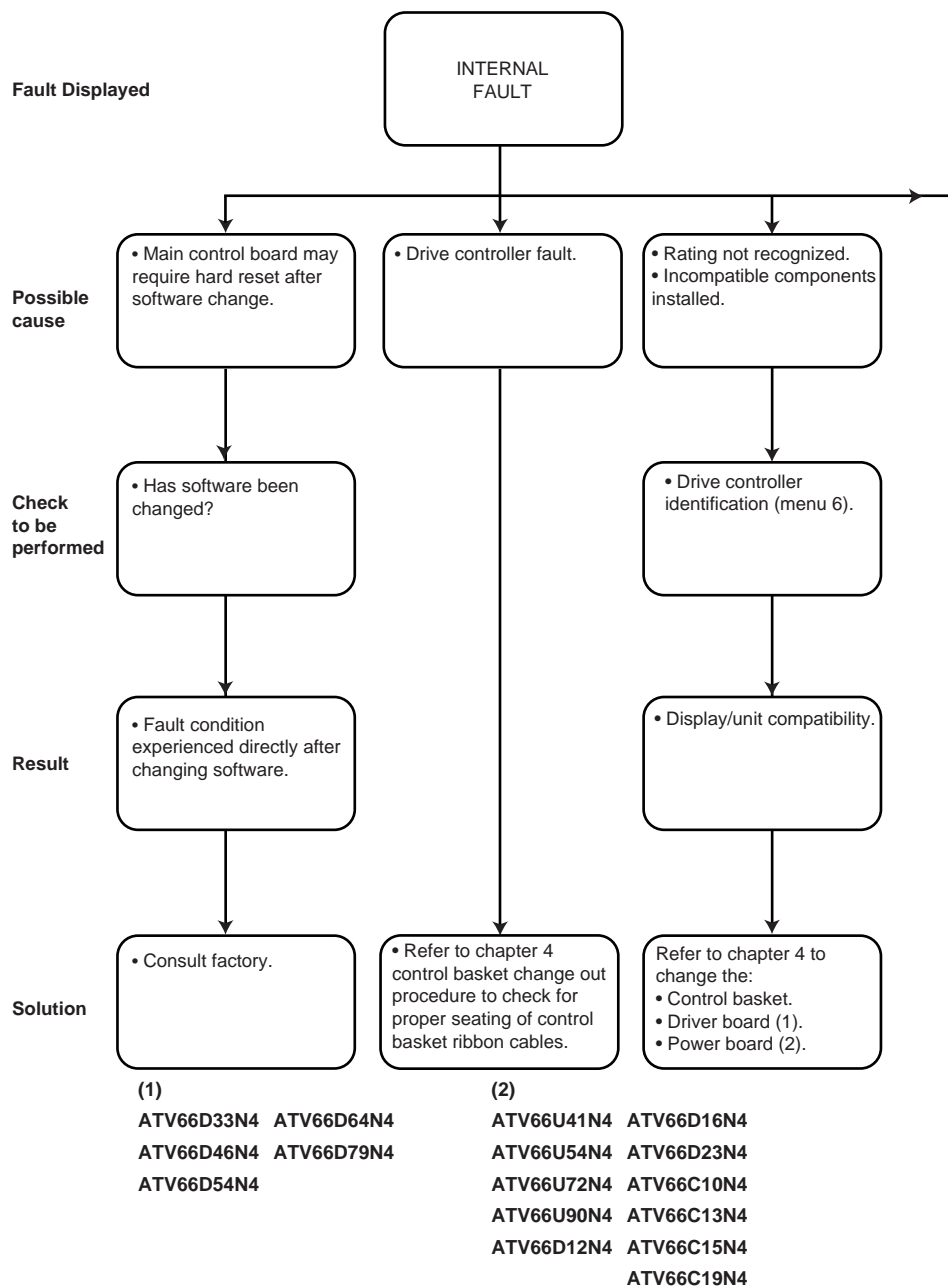 Fault Displayed
INTERNAL
FAULT
Possible
cause
• Main control board may
require hard reset after
software change.
• Drive controller fault.
• Rating not recognized.
• Incompatible components
installed.
Check
to be
performed
• Has software been
changed?
• Drive controller
identification (menu 6).
Result
• Fault condition
experienced directly after
changing software.
• Display/unit compatibility.
Solution
• Consult factory.
• Refer to chapter 4
control basket change out
procedure to check for
proper seating of control
basket ribbon cables.
Refer to chapter 4 to
change the:
• Control basket.
• Driver board (1).
• Power board (2).
(1)
ATV66D33N4 ATV66D64N4
ATV66D46N4 ATV66D79N4
ATV66D54N4
(2)
ATV66U41N4 ATV66D16N4
ATV66U54N4 ATV66D23N4
ATV66U72N4 ATV66C10N4
ATV66U90N4 ATV66C13N4
ATV66D12N4 ATV66C15N4
ATV66C19N4